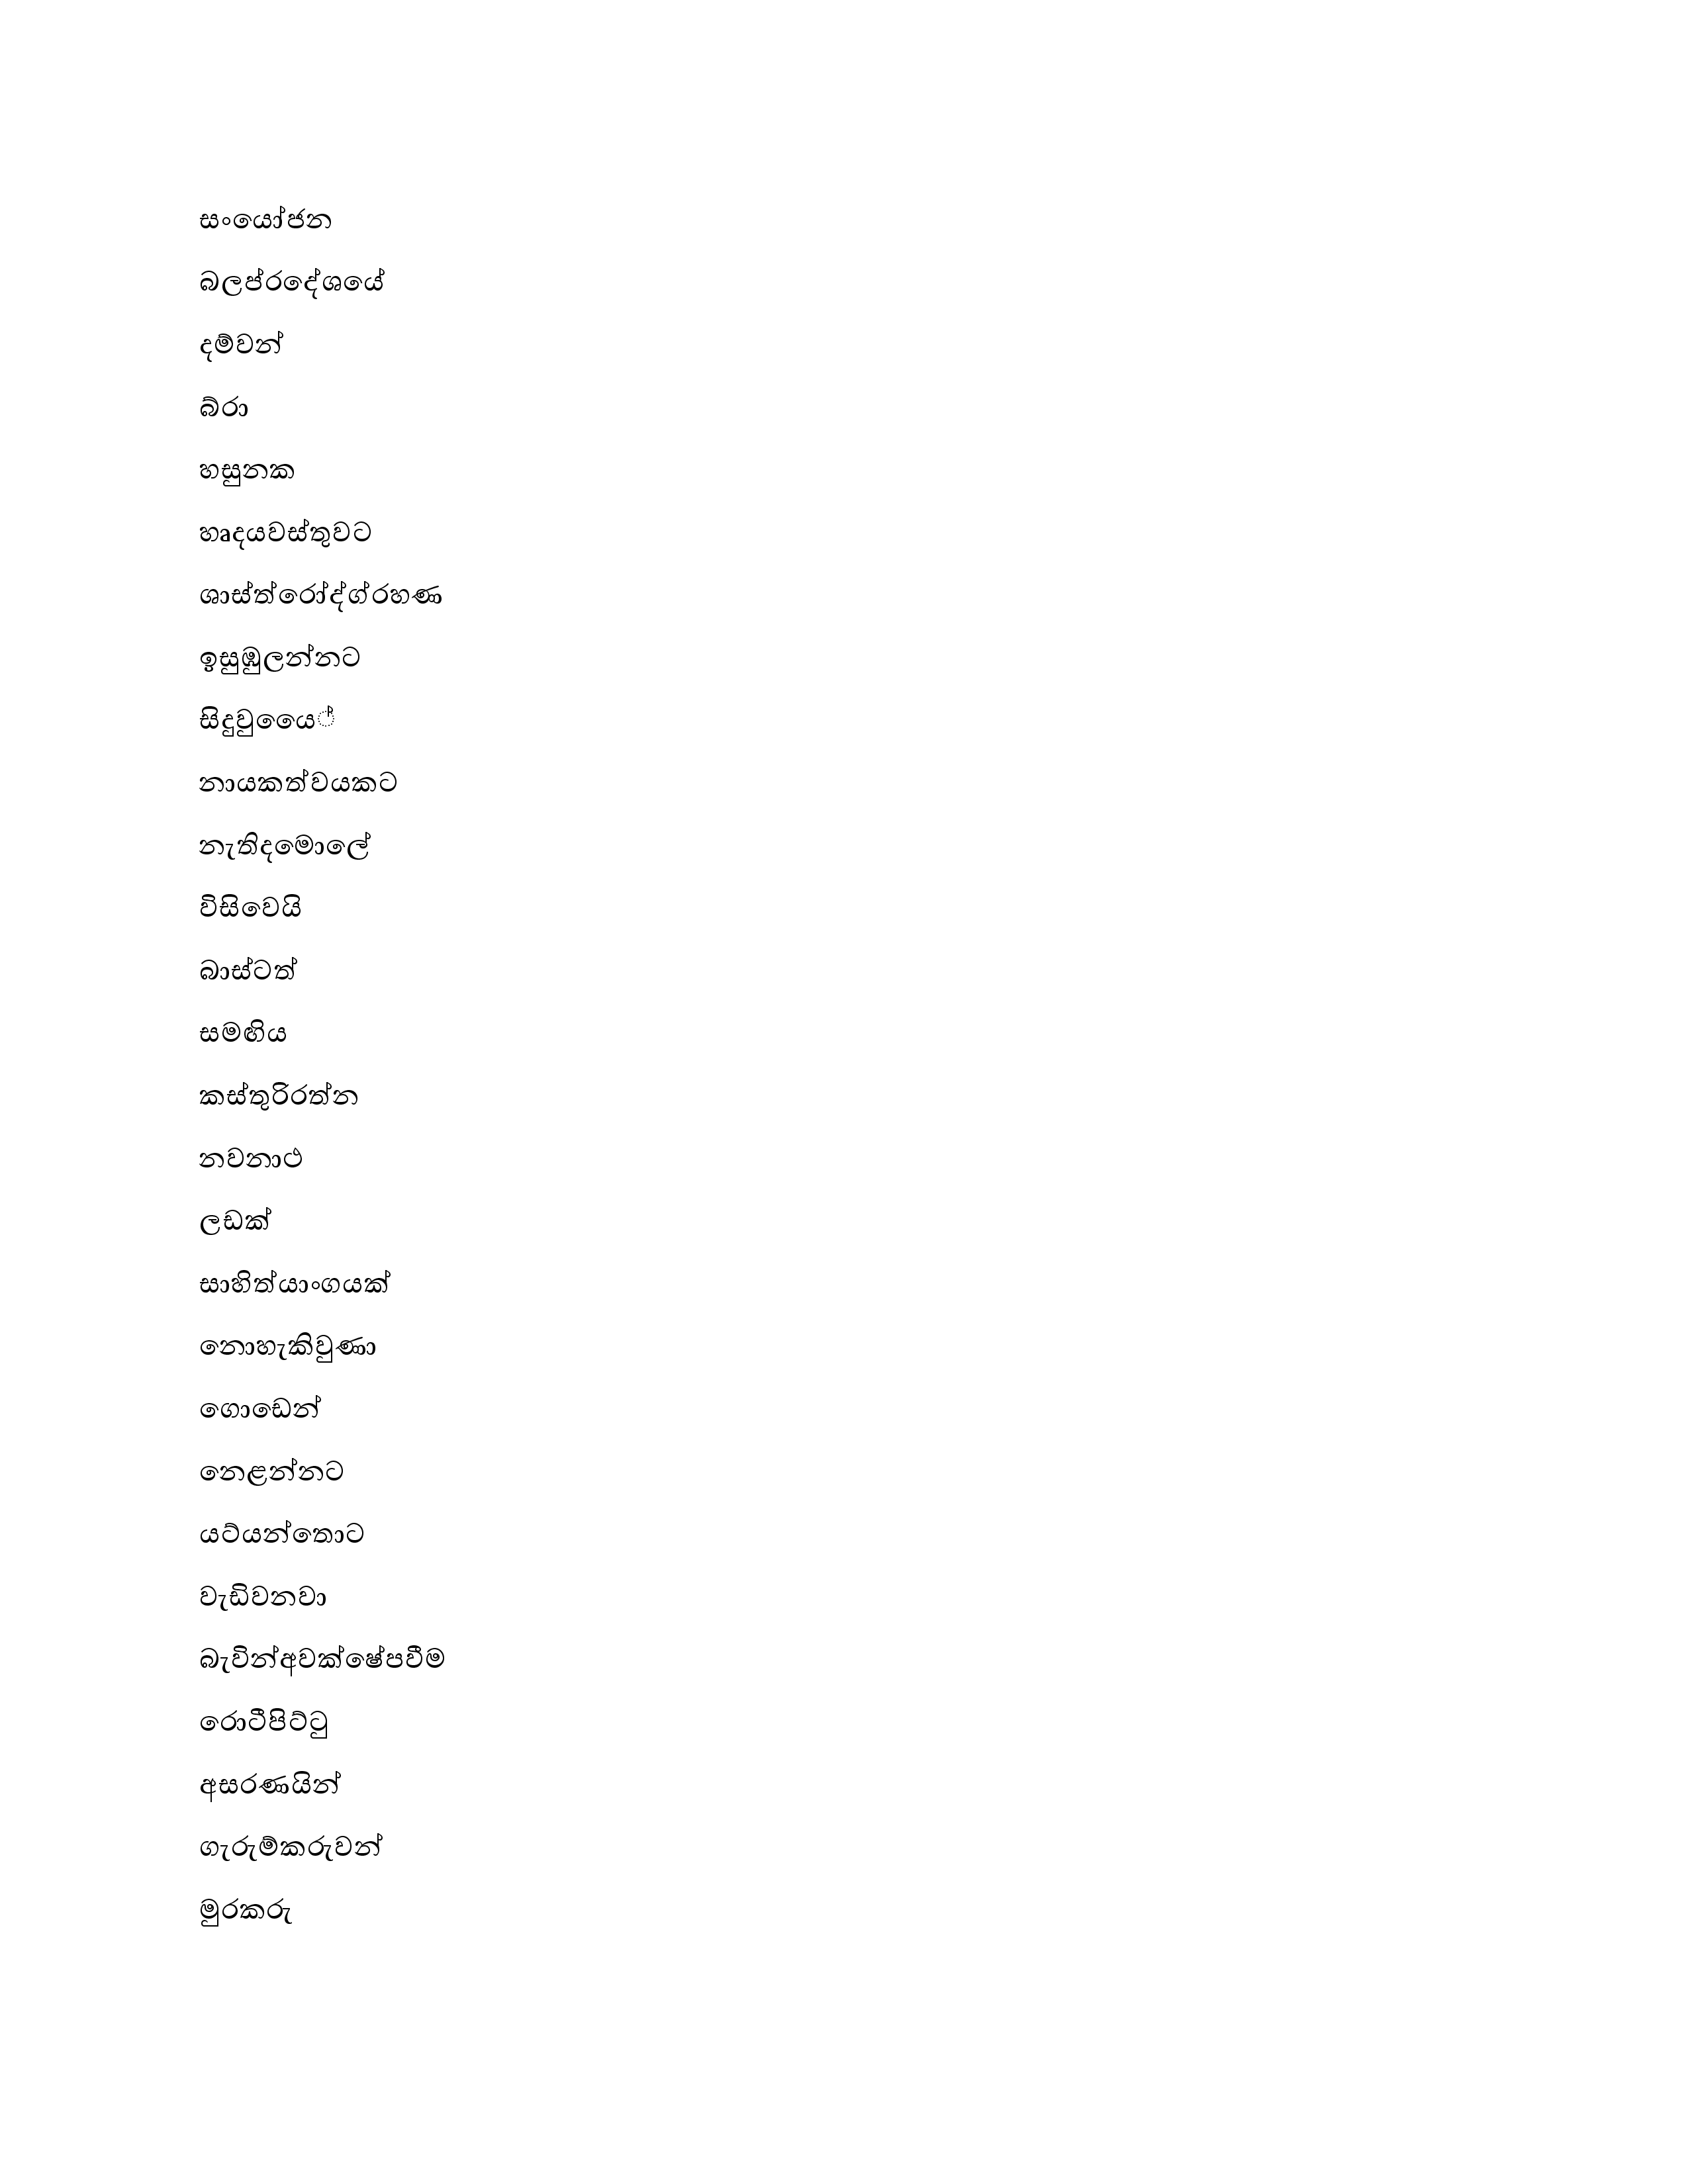 සංයෝජන
බලප්රදේශයේ
දම්වන්
බ්රා
හසුනක
හෘදයවස්තුවට
ශාස්ත්රෝද්ග්රහණ
ඉසුඹුලන්නට
සිදුවුයෛ්
නායකත්වයකට
නැතිදමොලේ
විසිවෙයි
බාස්ටත්
සමඟිය
කස්තුරිරත්න
නවනාථ
ලඩක්
සාහිත්යාංගයක්
නොහැකිවුණා
ගොඩෙන්
නෙළන්නට
යටියන්තොට
වැඩිවනවා
බැවින්අවක්ෂේපවීම
රොටීපිට්ටු
අසරණයින්
ගැරුම්කරුවන්
මුරකරු